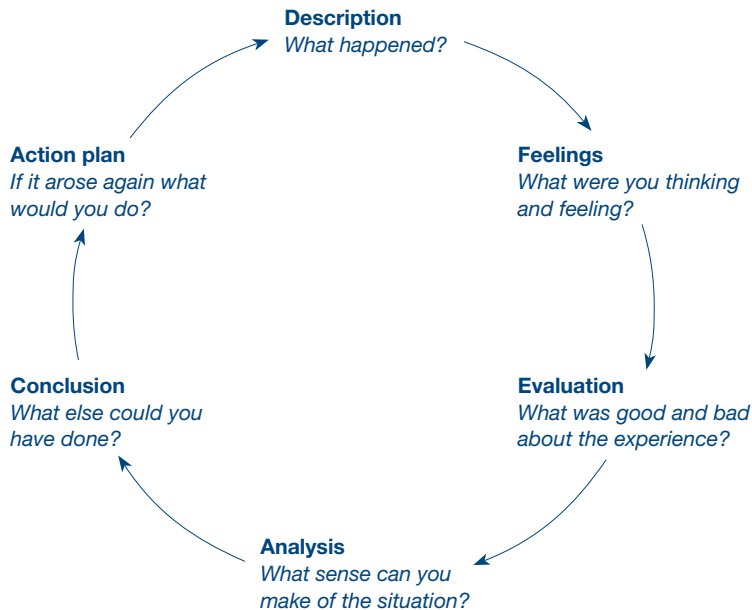 Description
What happened?
Feelings
What were you thinking
and feeling?
Evaluation
What was good and bad
about the experience?
Analysis
What sense can you
make of the situation?
Conclusion
What else could you
have done?
Action plan
If it arose again what
would you do?